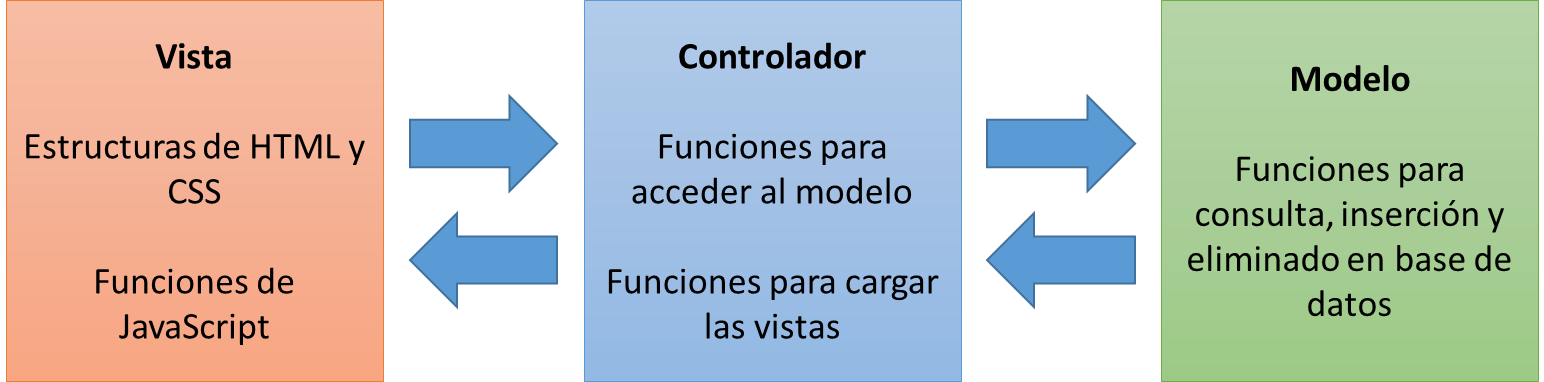 Vista
Estructuras de HTML y
CSS
Funciones de
JavaScript
Controlador
Funciones para
acceder al modelo
Funciones para cargar
las vistas
Modelo
Funciones para
consulta, inserción y
eliminado en base de
datos